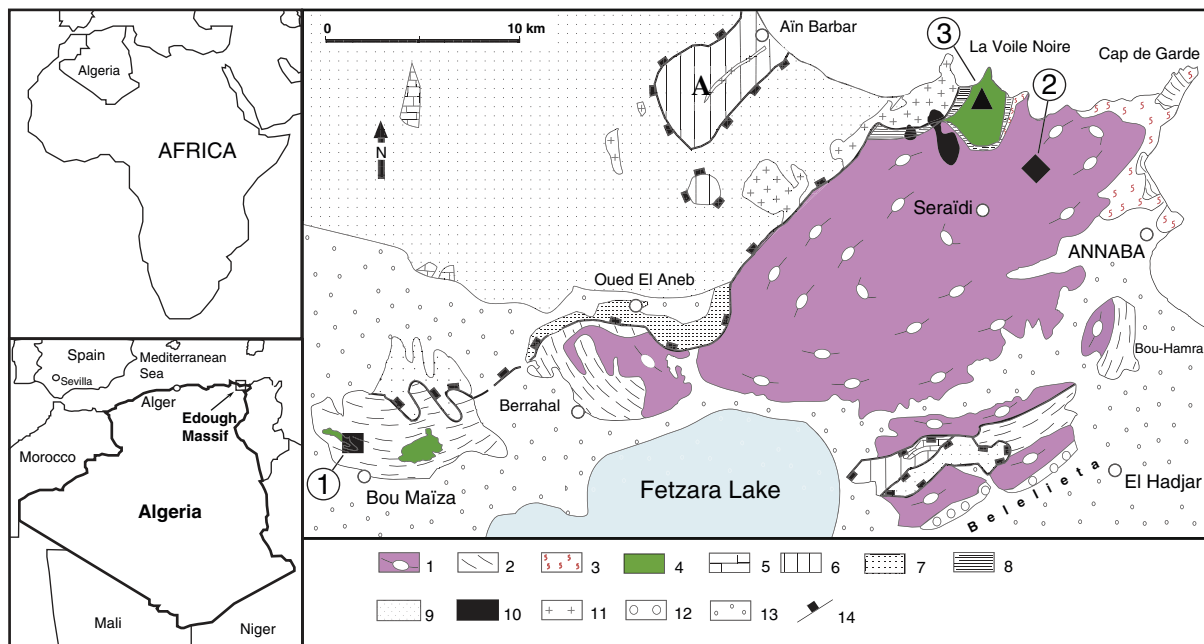 Algeria
AFRICA
Spain
Sevilla
Mediterranean
Sea
Alger
Edough
Massif
Morocco
Algeria
Mali
Niger
0 10 km
N
A
Aïn Barbar
3
La Voile Noire
Cap de Garde
2
Seraïdi
ANNABA
Oued El Aneb
Bou-Hamra
Berrahal
1
Bou Maïza
Fetzara Lake
Belelieta
El Hadjar
1 2 3 4 5 6 7 8
9 10 11 12 13 14